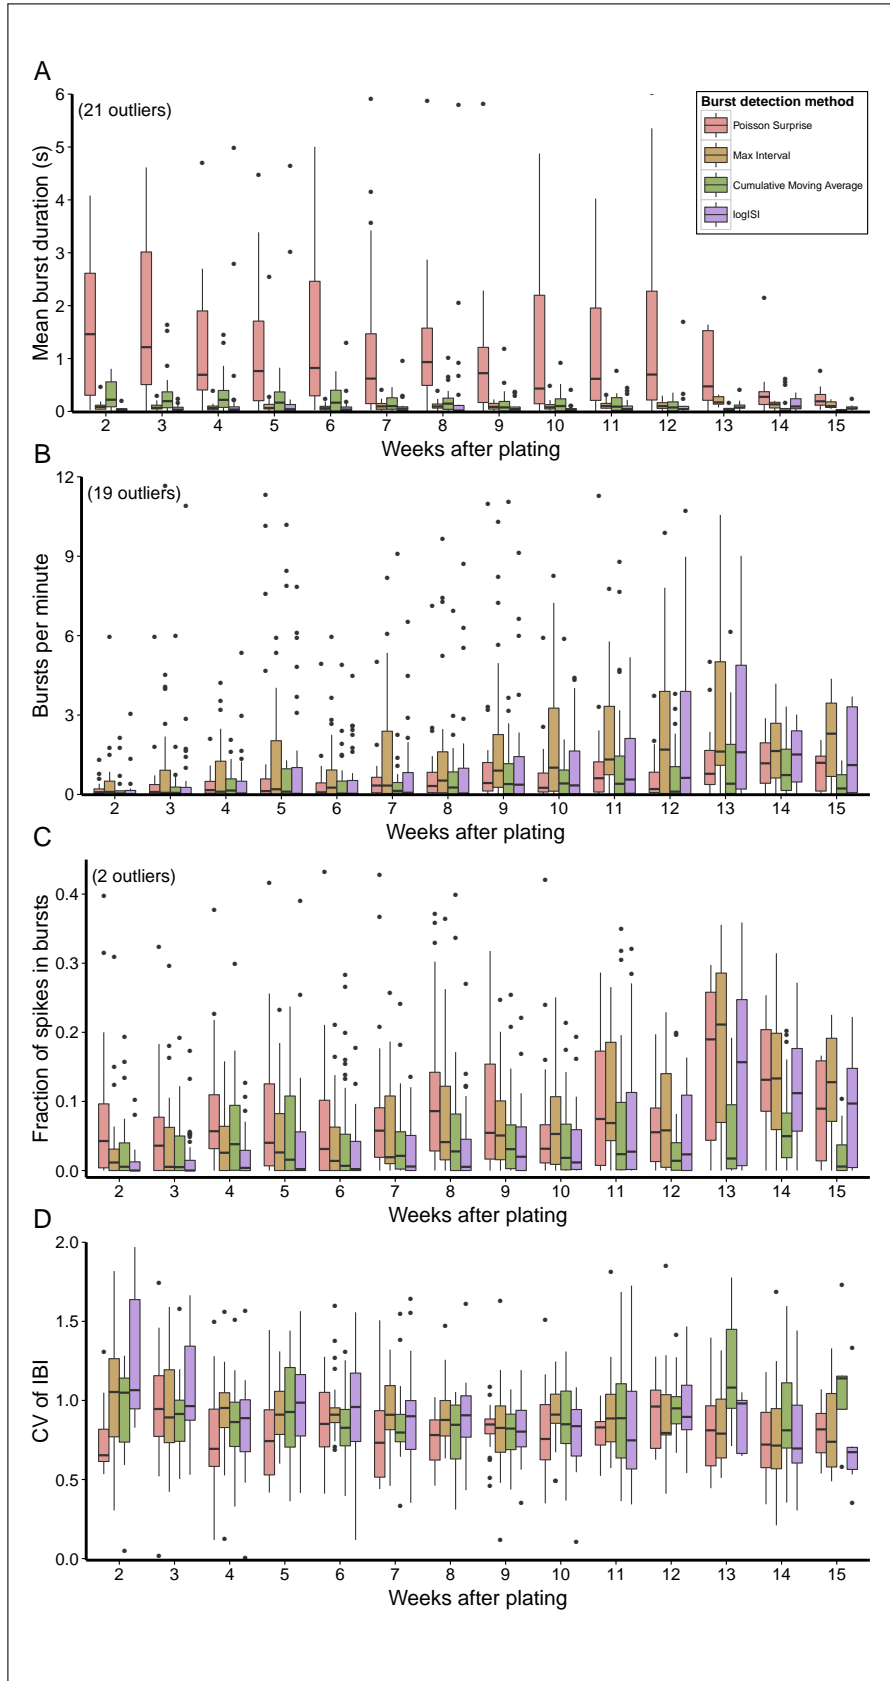 A
(21 outliers)
Burst detection method
Poisson Surprise
Max Interval
Cumulative Moving Average
logISI
Mean burst duration (s)
6
5
4
3
2
1
0
2 3 4 5 6 7 8 9 10 11 12 13 14 15
Weeks after plating
B
(19 outliers)
Bursts per minute
12
9
6
3
0
2 3 4 5 6 7 8 9 10 11 12 13 14 15
Weeks after plating
C
(2 outliers)
Fraction of spikes in bursts
0.4
0.3
0.2
0.1
0.0
2 3 4 5 6 7 8 9 10 11 12 13 14 15
Weeks after plating
D
CV of IBI
2.0
1.5
1.0
0.5
0.0
2 3 4 5 6 7 8 9 10 11 12 13 14 15
Weeks after plating